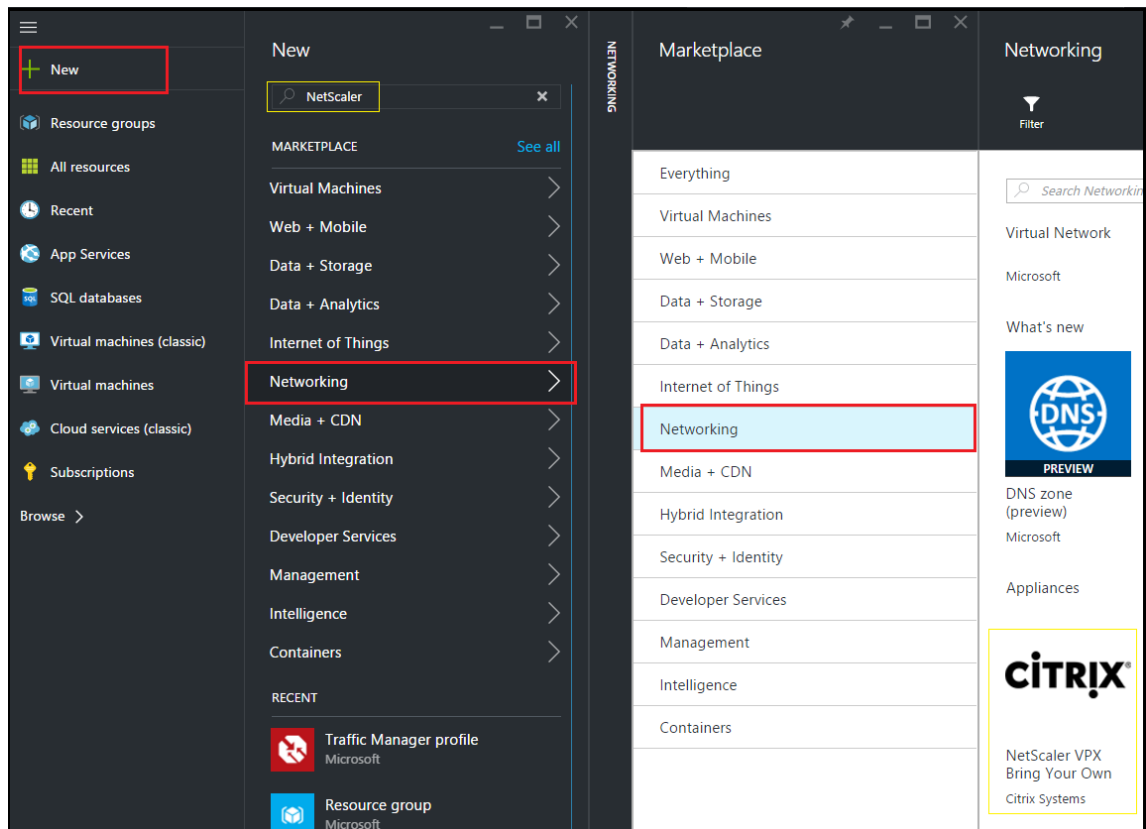 New
Resource groups
All resources
Recent
App Services
SQL
SQL databases
Virtual machines (classic)
Virtual machines
Cloud services (classic)
Subscriptions
Browse
New
NetScaler
MARKETPLACE
See all
Virtual Machines
Web + Mobile
Data + Storage
Data + Analytics
Internet of Things
Networking
Media + CDN
Hybrid Integration
Security + Identity
Developer Services
Management
Intelligence
Containers
RECENT
Traffic Manager profile
Microsoft
Resource group
Microsoft
NETWORKING
Marketplace
Everything
Virtual Machines
Web + Mobile
Data + Storage
Data + Analytics
Internet of Things
Networking
Media + CDN
Hybrid Integration
Security + Identity
Developer Services
Management
Intelligence
Containers
Networking
Filter
Search Networkin
Virtual Network
Microsoft
What's new
DNS
PREVIEW
DNS zone
(preview)
Microsoft
Appliances
CİTRIX®
NetScaler VPX
Bring Your Own
Citrix Systems